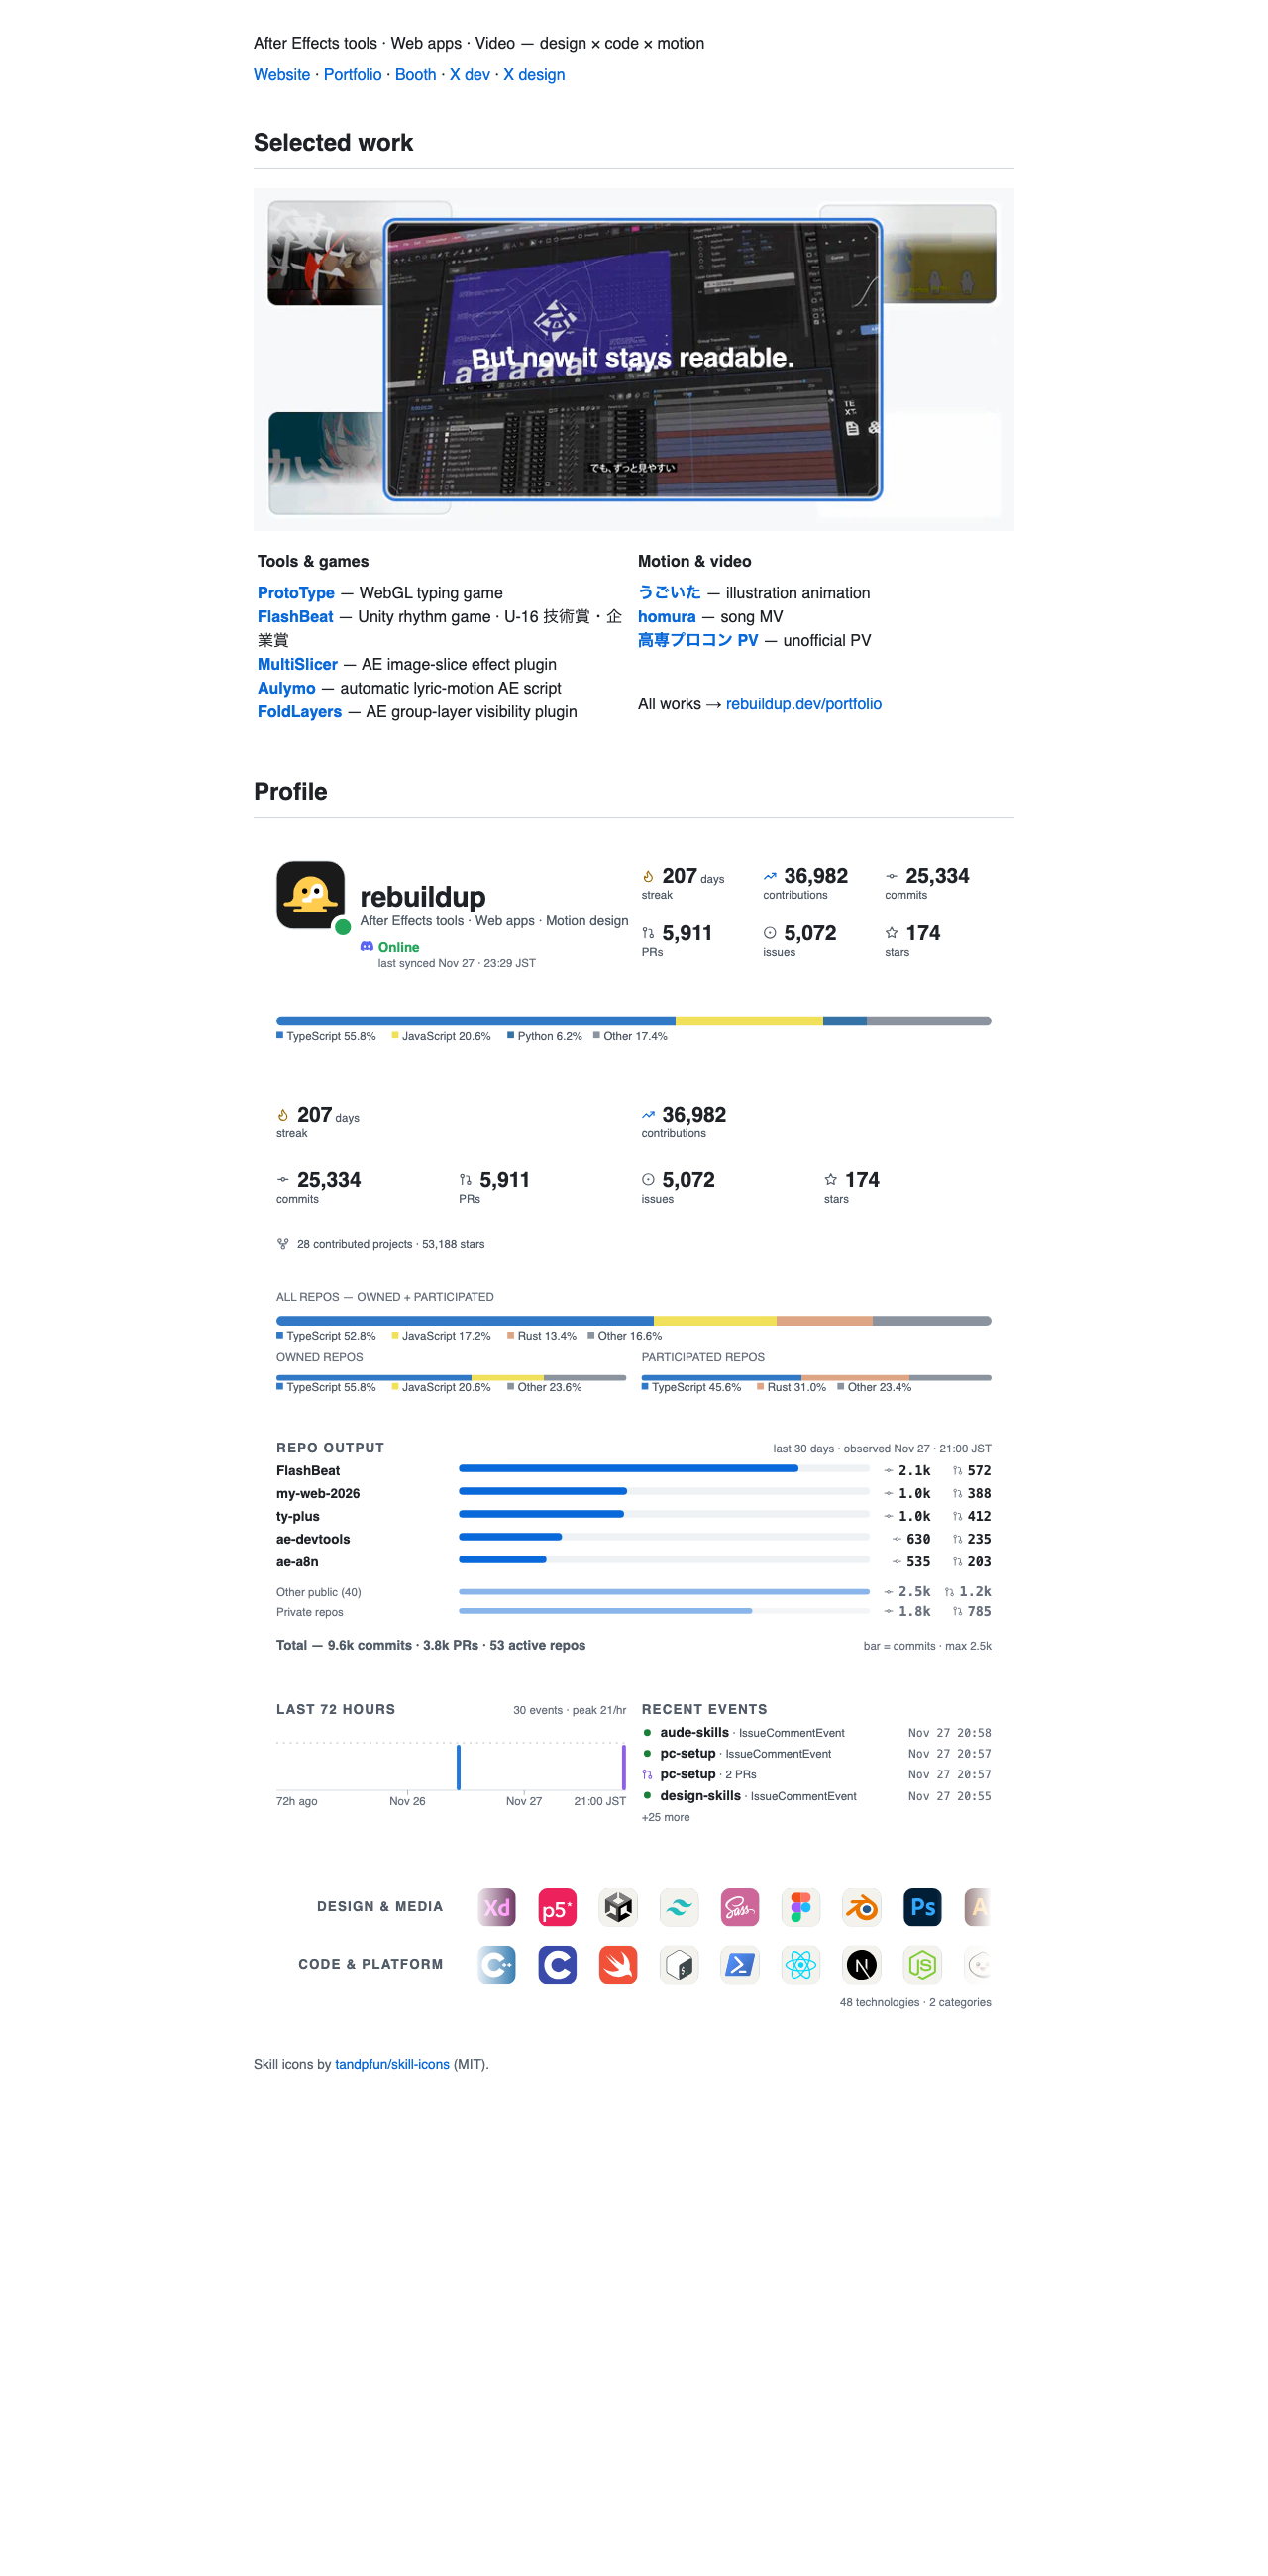 After Effects tools · Web apps · Video — design × code × motion
Website · Portfolio · Booth · X dev · X design
Selected work
But now it stays readable.
aaaaa
TE
XT
でも、ずっと見やすい
Tools & games
ProtoType — WebGL typing game
FlashBeat — Unity rhythm game · U-16 技術賞・企
業賞
MultiSlicer — AE image-slice effect plugin
Aulymo — automatic lyric-motion AE script
FoldLayers — AE group-layer visibility plugin
Motion & video
うごいた — illustration animation
homura — song MV
高専プロコン PV — unofficial PV
All works → rebuildup.dev/portfolio
Profile
rebuildup
After Effects tools · Web apps · Motion design
Online
last synced Nov 27 · 23:29 JST
207 days
streak
36,982
contributions
25,334
commits
5,911
PRs
5,072
issues
174
stars
TypeScript 55.8% JavaScript 20.6% Python 6.2% Other 17.4%
207 days
streak
36,982
contributions
25,334
commits
5,911
PRs
5,072
issues
174
stars
28 contributed projects · 53,188 stars
ALL REPOS — OWNED + PARTICIPATED
TypeScript 52.8% JavaScript 17.2% Rust 13.4% Other 16.6%
OWNED REPOS
TypeScript 55.8% JavaScript 20.6% Other 23.6%
PARTICIPATED REPOS
TypeScript 45.6% Rust 31.0% Other 23.4%
REPO OUTPUT last 30 days · observed Nov 27 · 21:00 JST
FlashBeat 2.1k 572
my-web-2026 1.0k 388
ty-plus 1.0k 412
ae-devtools 630 235
ae-a8n 535 203
Other public (40) 2.5k 1.2k
Private repos 1.8k 785
Total — 9.6k commits · 3.8k PRs · 53 active repos bar = commits · max 2.5k
LAST 72 HOURS 30 events · peak 21/hr
72h ago Nov 26 Nov 27 21:00 JST
RECENT EVENTS
aude-skills · IssueCommentEvent Nov 27 20:58
pc-setup · IssueCommentEvent Nov 27 20:57
pc-setup · 2 PRs Nov 27 20:57
design-skills · IssueCommentEvent Nov 27 20:55
+25 more
DESIGN & MEDIA
Xd p5* Sass Ps A
CODE & PLATFORM
C++ C N JS
48 technologies · 2 categories
Skill icons by tandpfun/skill-icons (MIT).